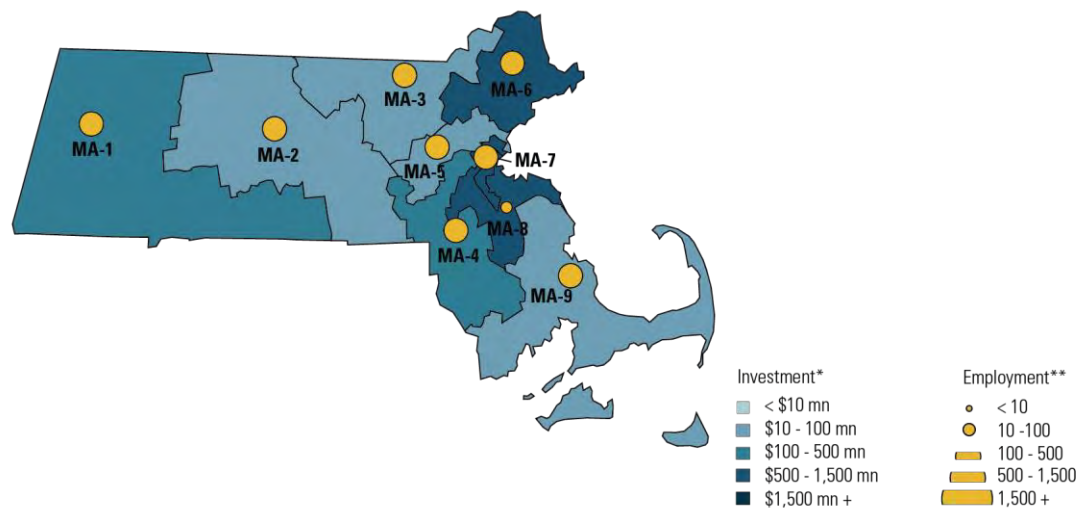 MA-6
MA-3
MA-1
MA-2
MA-5
MA-7
MA-8
MA-4
MA-9
Investment*
< $10 mn
$10 - 100 mn
$100 - 500 mn
$500 - 1,500 mn
$1,500 mn +
Employment**
< 10
10 -100
100 - 500
500 - 1,500
1,500 +